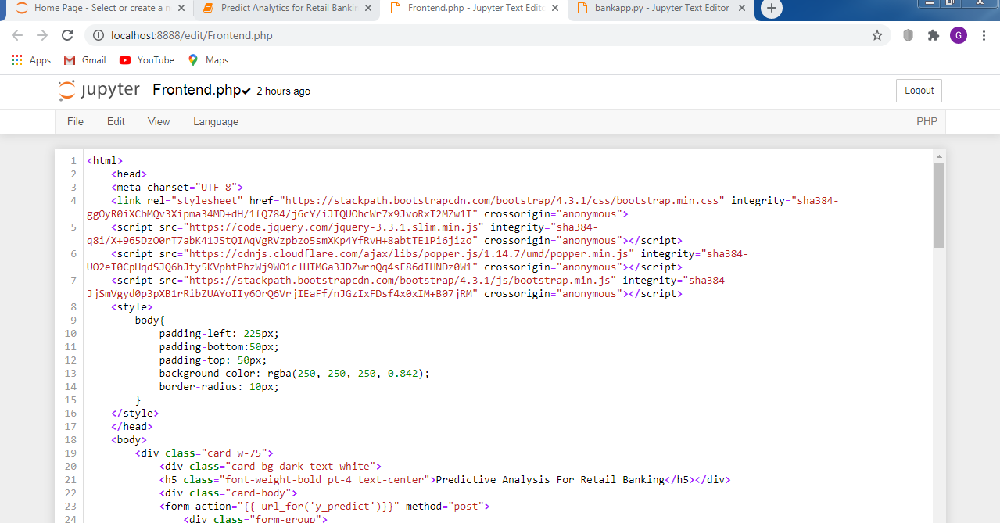 Home Page - Select or create a n
Predict Analytics for Retail Bankin
Frontend.php - Jupyter Text Edito
bankapp.py - Jupyter Text Editor
localhost:8888/edit/Frontend.php
G
Apps Gmail YouTube Maps
jupyter Frontend.php 2 hours ago Logout
File Edit View Language PHP
1 <html>
2 <head>
3 <meta charset="UTF-8">
4 <link rel="stylesheet" href="https://stackpath.bootstrapcdn.com/bootstrap/4.3.1/css/bootstrap.min.css" integrity="sha384-
ggOyR0iXCbMQv3Xipma34MD+dH/1fQ784/j6cY/iJTQUOhcWr7x9JvoRxT2MZw1T" crossorigin="anonymous">
5 <script src="https://code.jquery.com/jquery-3.3.1.slim.min.js" integrity="sha384-
q8i/X+965DzO0rT7abK41JStQIAqVgRVzpbzo5smXKp4YfRvH+8abtTE1Pi6jizo" crossorigin="anonymous"></script>
6 <script src="https://cdnjs.cloudflare.com/ajax/libs/popper.js/1.14.7/umd/popper.min.js" integrity="sha384-
UO2eT0CpHqdSJQ6hJty5KVphtPhzWj9WO1clHTMGa3JDZwrnQq4sF86dIHNDz0W1" crossorigin="anonymous"></script>
7 <script src="https://stackpath.bootstrapcdn.com/bootstrap/4.3.1/js/bootstrap.min.js" integrity="sha384-
JjSmVgyd0p3pXB1rRibZUAYoIIy6OrQ6VrjIEaFf/nJGzIxFDsf4x0xIM+B07jRM" crossorigin="anonymous"></script>
8 <style>
9 body{
10 padding-left: 225px;
11 padding-bottom:50px;
12 padding-top: 50px;
13 background-color: rgba(250, 250, 250, 0.842);
14 border-radius: 10px;
15 }
16 </style>
17 </head>
18 <body>
19 <div class="card w-75">
20 <div class="card bg-dark text-white">
21 <h5 class="font-weight-bold pt-4 text-center">Predictive Analysis For Retail Banking</h5></div>
22 <div class="card-body">
23 <form action="{{ url_for('y_predict')}}" method="post">
24 <div class="form-group">